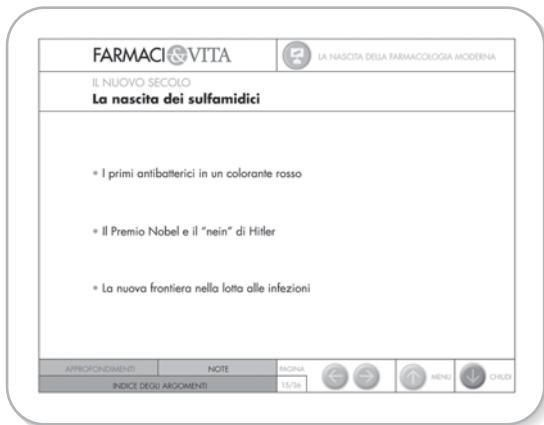 FARMACI&VITA
LA NASCITA DELLA FARMACOLOGIA MODERNA
IL NUOVO SECOLO
La nascita dei sulfamidici
• I primi antibatterici in un colorante rosso
• Il Premio Nobel e il “nein” di Hitler
• La nuova frontiera nella lotta alle infezioni
APPROFONDIMENTI NOTE PAGINA
MENU CHIUDI
INDICE DEGLI ARGOMENTI 15/36